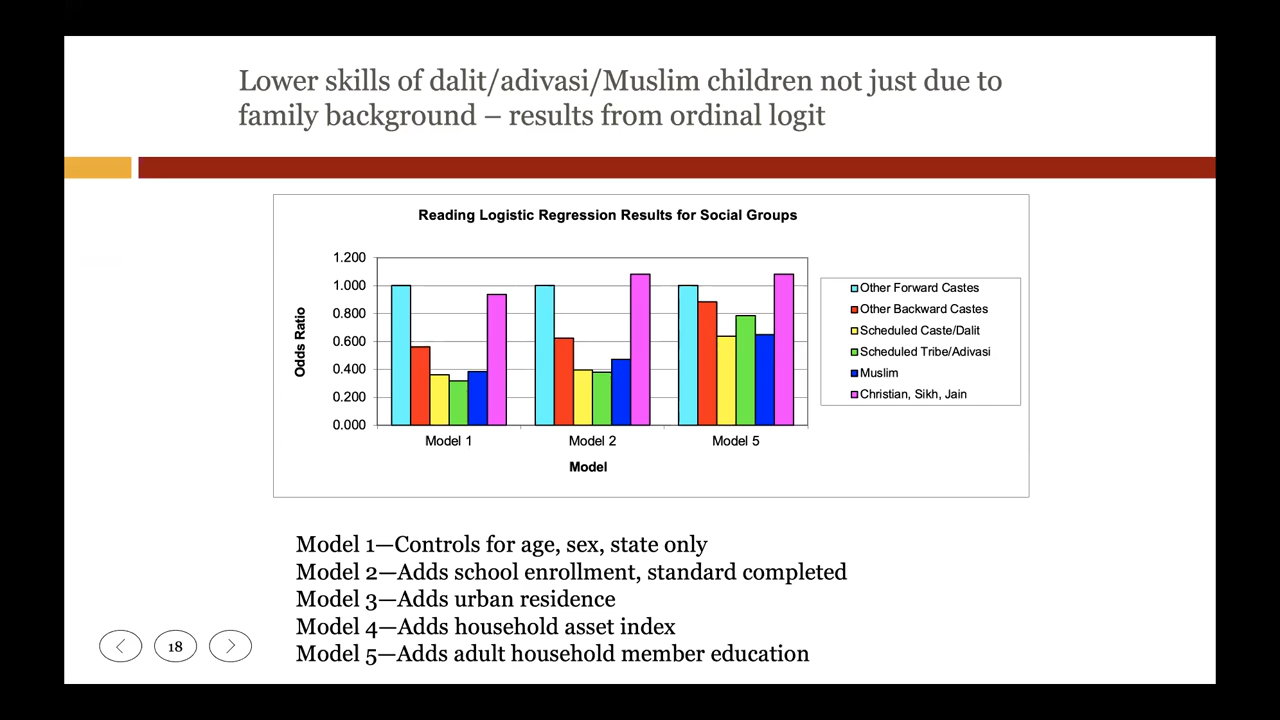 Lower skills of dalit/adivasi/Muslim children not just due to
family background – results from ordinal logit
Reading Logistic Regression Results for Social Groups
1.200
1.000
0.800
0.600
0.400
0.200
0.000
Odds Ratio
Model 1
Model 2
Model 5
Model
Other Forward Castes
Other Backward Castes
Scheduled Caste/Dalit
Scheduled Tribe/Adivasi
Muslim
Christian, Sikh, Jain
Model 1—Controls for age, sex, state only
Model 2—Adds school enrollment, standard completed
Model 3—Adds urban residence
Model 4—Adds household asset index
Model 5—Adds adult household member education
18